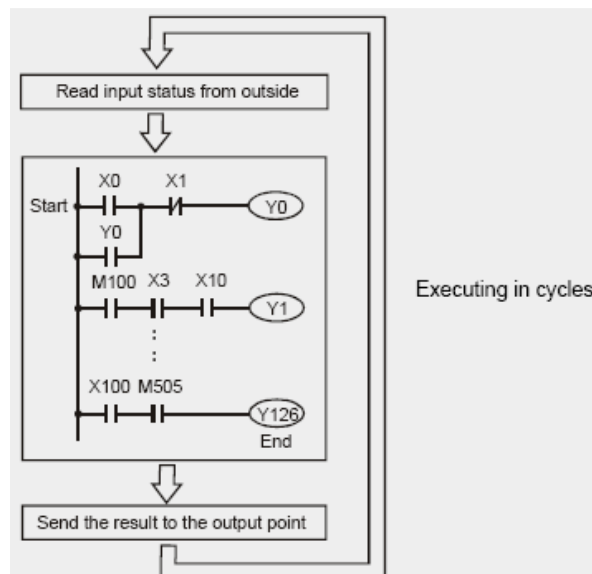 Read input status from outside
X0 X1
Start Y0
Y0
M100 X3 X10
Executing in cycles
Y1
X100 M505
Y126
End
Send the result to the output point